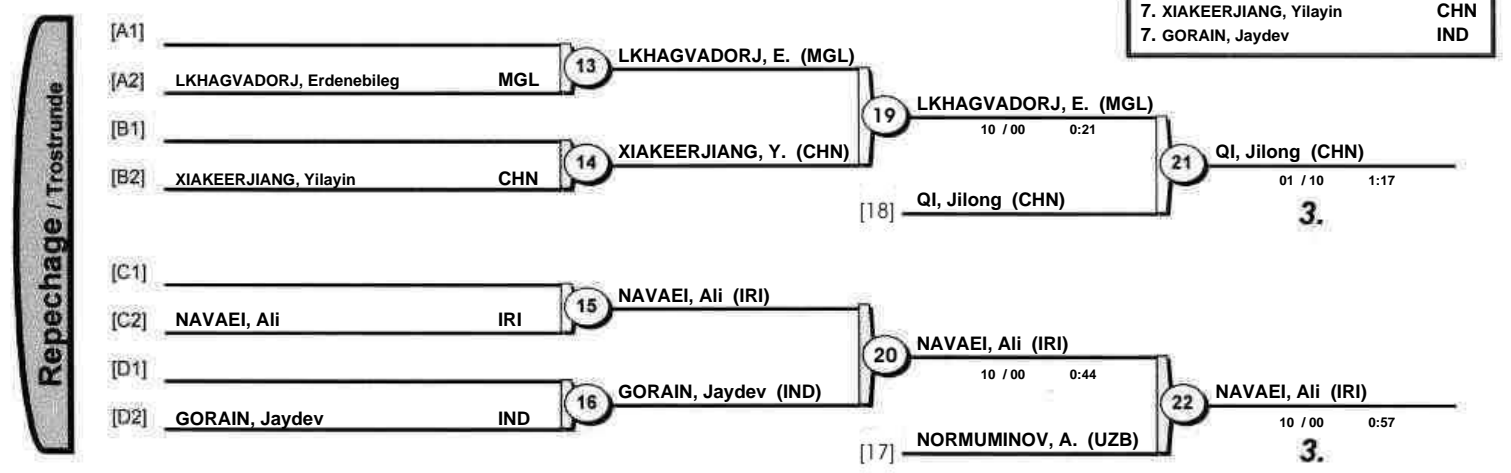 7. XIAKEERJIANG, Yilayin CHN
7. GORAIN, Jaydev IND
Repechage / Trostrunde
[A1]
[A2] LKHAGVADORJ, Erdenebileg MGL
13 LKHAGVADORJ, E. (MGL)
[B1]
[B2] XIAKEERJIANG, Yilayin CHN
14 XIAKEERJIANG, Y. (CHN)
19 LKHAGVADORJ, E. (MGL)
10 / 00 0:21
[18] QI, Jilong (CHN)
21 QI, Jilong (CHN)
01 / 10 1:17
3.
[C1]
[C2] NAVAEI, Ali IRI
15 NAVAEI, Ali (IRI)
[D1]
[D2] GORAIN, Jaydev IND
16 GORAIN, Jaydev (IND)
20 NAVAEI, Ali (IRI)
10 / 00 0:44
[17] NORMUMINOV, A. (UZB)
22 NAVAEI, Ali (IRI)
10 / 00 0:57
3.